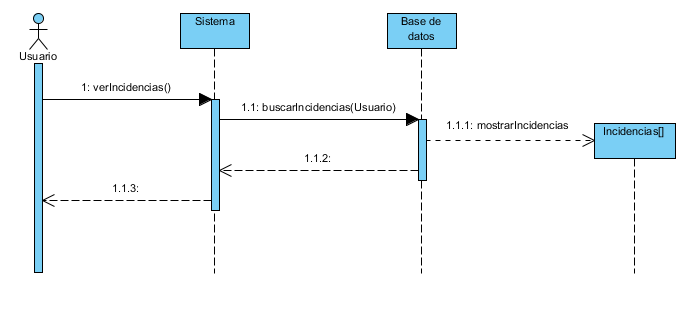 Sistema
Base de
datos
Usuario
1: verIncidencias()
1.1: buscarIncidencias(Usuario)
1.1.1: mostrarIncidencias
Incidencias[]
1.1.2:
1.1.3: